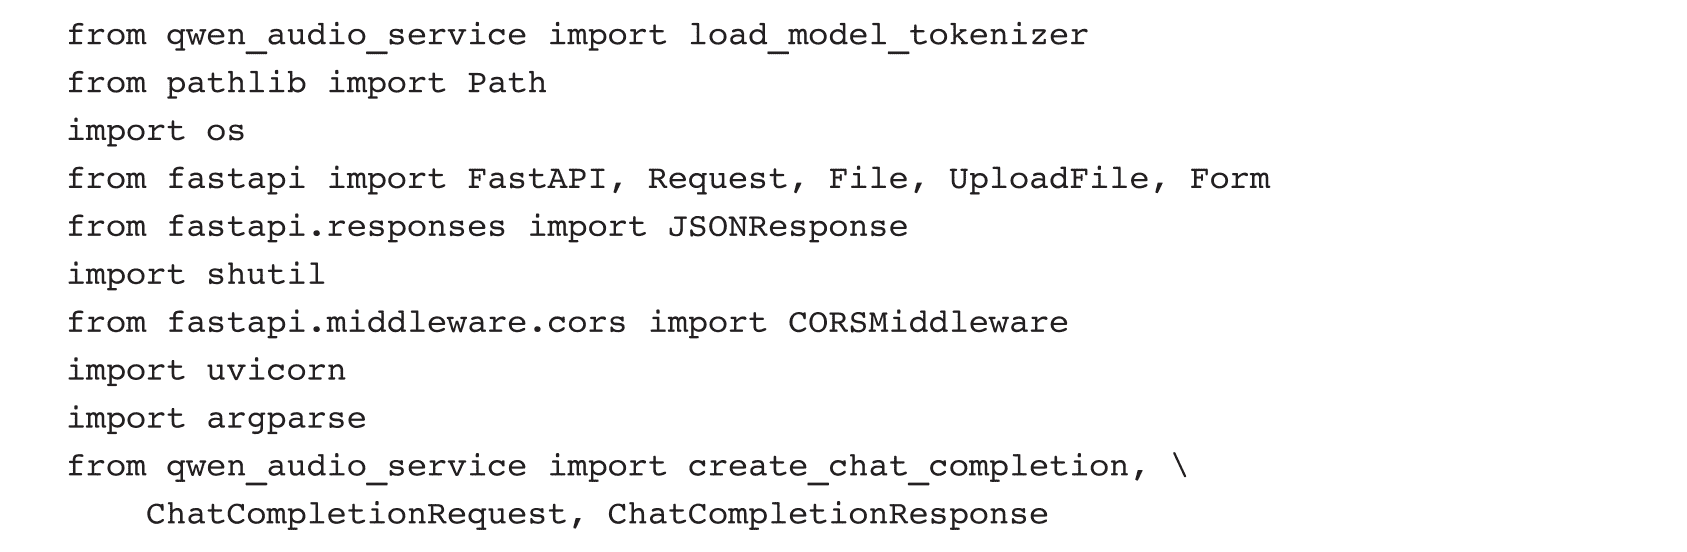 from qwen_audio_service import load_model_tokenizer
from pathlib import Path
import os
from fastapi import FastAPI, Request, File, UploadFile, Form
from fastapi.responses import JSONResponse
import shutil
from fastapi.middleware.cors import CORSMiddleware
import uvicorn
import argparse
from qwen_audio_service import create_chat_completion, \
    ChatCompletionRequest, ChatCompletionResponse